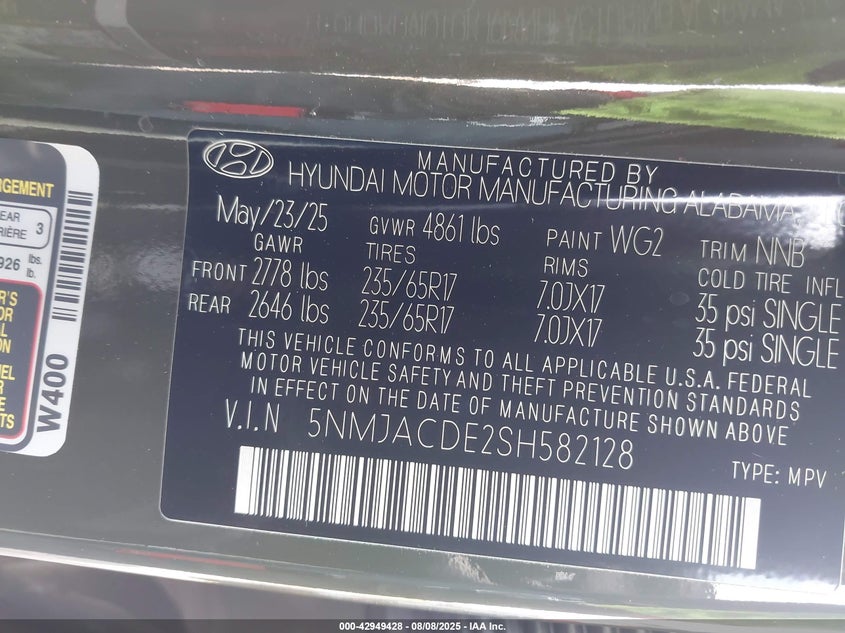 MANUFACTURED BY
HYUNDAI MOTOR MANUFACTURING ALABAMA,
May/23/25 GVWR 4861 lbs PAINT WG2 TRIM NNB
GAWR TIRES RIMS COLD TIRE INFL
FRONT 2778 lbs 235/65R17 7.0JX17 35 psi SINGLE
REAR 2646 lbs 235/65R17 7.0JX17 35 psi SINGLE
THIS VEHICLE CONFORMS TO ALL APPLICABLE U.S.A. FEDERAL
MOTOR VEHICLE SAFETY AND THEFT PREVENTION STANDARDS
IN EFFECT ON THE DATE OF MANUFACTURE SHOWN ABOVE
V.I.N 5NMJACDE2SH582128
TYPE: MPV
RGEMENT
EAR
RIÈRE 3
926 lbs.
lb.
W400
000-42949428 - 08/08/2025 - IAA Inc.